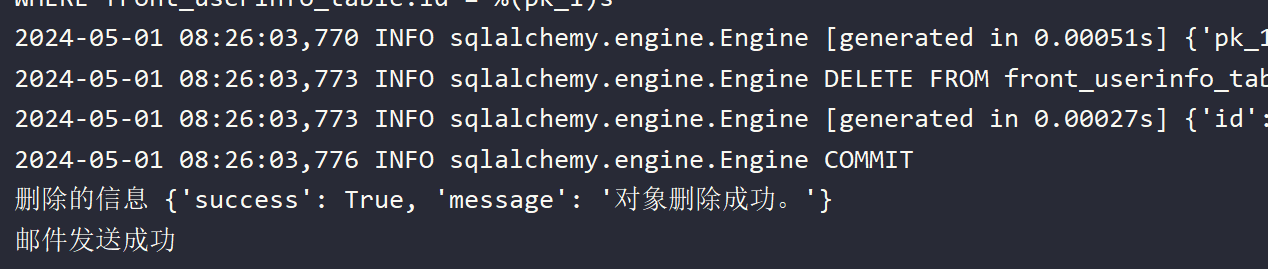 WHERE front_userinfo_table.id = %(pk_1)s
2024-05-01 08:26:03,770 INFO sqlalchemy.engine.Engine [generated in 0.00051s] {'pk_1
2024-05-01 08:26:03,773 INFO sqlalchemy.engine.Engine DELETE FROM front_userinfo_tab
2024-05-01 08:26:03,773 INFO sqlalchemy.engine.Engine [generated in 0.00027s] {'id':
2024-05-01 08:26:03,776 INFO sqlalchemy.engine.Engine COMMIT
删除的信息 {'success': True, 'message': '对象删除成功。'}
邮件发送成功